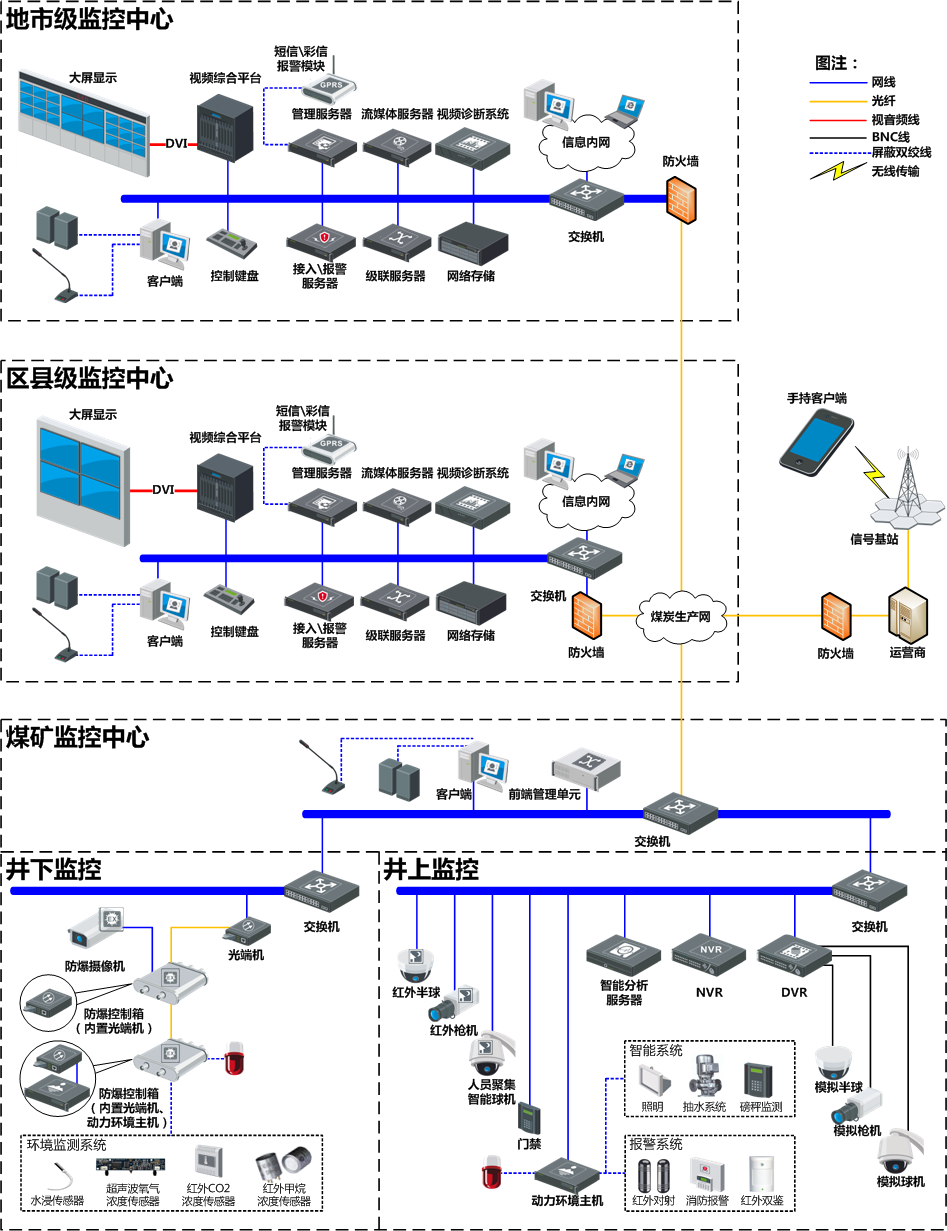 地市级监控中心
大屏显示
视频综合平台
短信\彩信
报警模块
GPRS
管理服务器
流媒体服务器
视频诊断系统
DVI
信息内网
防火墙
交换机
客户端
控制键盘
接入\报警
服务器
级联服务器
网络存储
图注：
网线
光纤
视音频线
BNC线
屏蔽双绞线
无线传输
区县级监控中心
大屏显示
视频综合平台
短信\彩信
报警模块
GPRS
管理服务器
流媒体服务器
视频诊断系统
DVI
信息内网
交换机
防火墙
客户端
控制键盘
接入\报警
服务器
级联服务器
网络存储
煤炭生产网
手持客户端
信号基站
防火墙
运营商
煤矿监控中心
客户端
前端管理单元
交换机
井下监控
交换机
EX
防爆摄像机
光端机
EX
防爆控制箱
（内置光端机）
EX
防爆控制箱
（内置光端机、
动力环境主机）
环境监测系统
水浸传感器
超声波氧气
浓度传感器
红外CO2
浓度传感器
红外甲烷
浓度传感器
井上监控
交换机
红外半球
红外枪机
人员聚集
智能球机
门禁
动力环境主机
智能分析
服务器
NVR
NVR
DVR
智能系统
照明
抽水系统
磅秤监测
报警系统
红外对射
消防报警
红外双鉴
模拟半球
模拟枪机
模拟球机